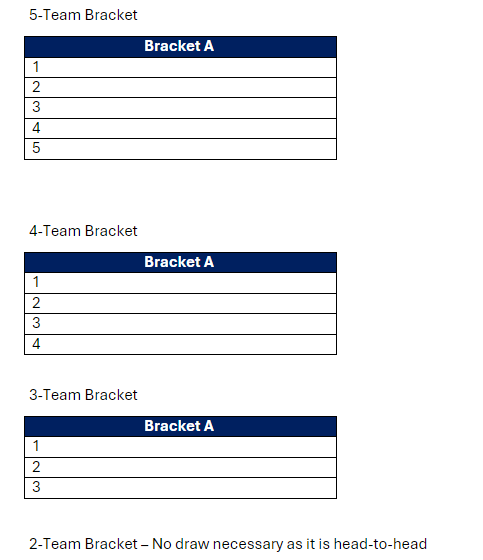 5-Team Bracket
Bracket A
1
2
3
4
5
4-Team Bracket
Bracket A
1
2
3
4
3-Team Bracket
Bracket A
1
2
3
2-Team Bracket – No draw necessary as it is head-to-head